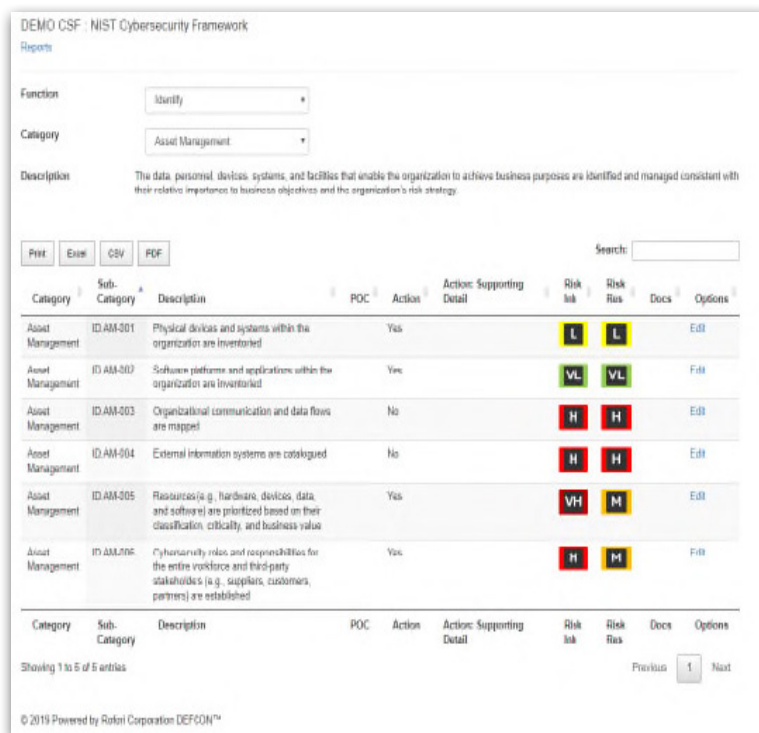 DEMO CSF : NIST Cybersecurity Framework
Reports
Function
Identify
Category
Asset Management
Description
The data, personnel, devices, systems, and facilities that enable the organization to achieve business purposes are identified and managed consistent with
their relative importance to business objectives and the organization's risk strategy.
Print Excel CSV PDF
Search:
Category Sub-Category Description POC Action Action: Supporting Detail Risk Inh Risk Res Docs Options
Asset Management ID.AM-001 Physical devices and systems within the Yes L L Edit
organization are inventoried
Asset Management ID.AM-002 Software platforms and applications within the Yes VL VL Edit
organization are inventoried
Asset Management ID.AM-003 Organizational communication and data flows No H H Edit
are mapped
Asset Management ID.AM-004 External information systems are catalogued No H H Edit
Asset Management ID.AM-005 Resources (e.g., hardware, devices, data, Yes VH M Edit
and software) are prioritized based on their
classification, criticality, and business value
Asset Management ID.AM-006 Cybersecurity roles and responsibilities for Yes H M Edit
the entire workforce and third-party
stakeholders (e.g., suppliers, customers,
partners) are established
Category Sub-Category Description POC Action Action: Supporting Detail Risk Inh Risk Res Docs Options
Showing 1 to 6 of 6 entries
Previous 1 Next
© 2019 Powered by Rofori Corporation DEFCON™